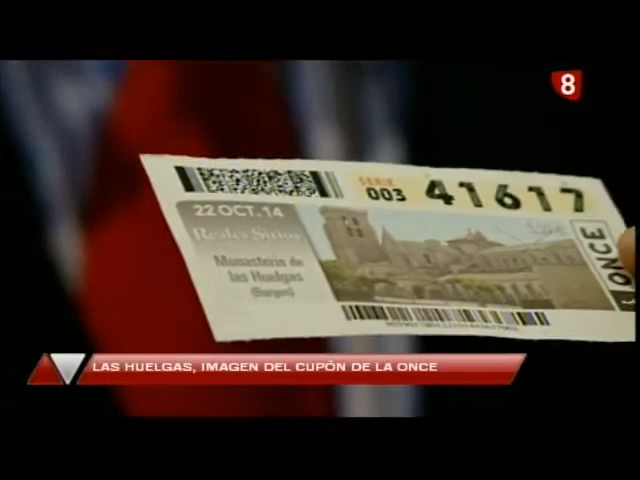 8
SERIE
003
41617
22 OCT. 14
Reales Sitios
Monasterio de
las Huelgas
(Burgos)
ONCE
LAS HUELGAS, IMAGEN DEL CUPÓN DE LA ONCE